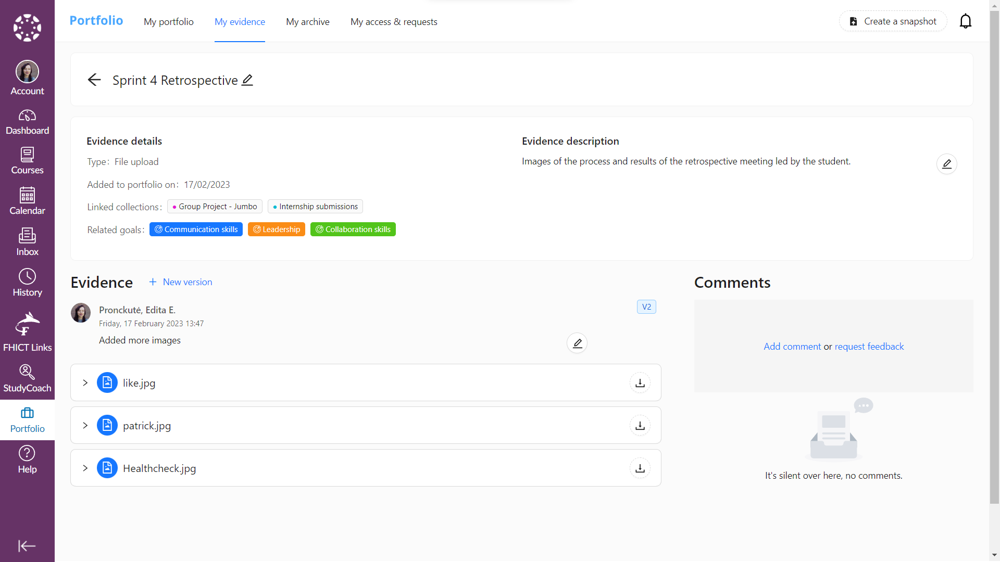 Portfolio
My portfolio
My evidence
My archive
My access & requests
Create a snapshot
Account
Dashboard
Courses
Calendar
Inbox
History
FHICT Links
StudyCoach
Portfolio
Help
Sprint 4 Retrospective
Evidence details
Type: File upload
Added to portfolio on: 17/02/2023
Linked collections: Group Project - Jumbo Internship submissions
Related goals: Communication skills Leadership Collaboration skills
Evidence description
Images of the process and results of the retrospective meeting led by the student.
Evidence
New version
Pronckutė, Edita E.
Friday, 17 February 2023 13:47
Added more images
V2
like.jpg
patrick.jpg
Healthcheck.jpg
Comments
Add comment or request feedback
It's silent over here, no comments.